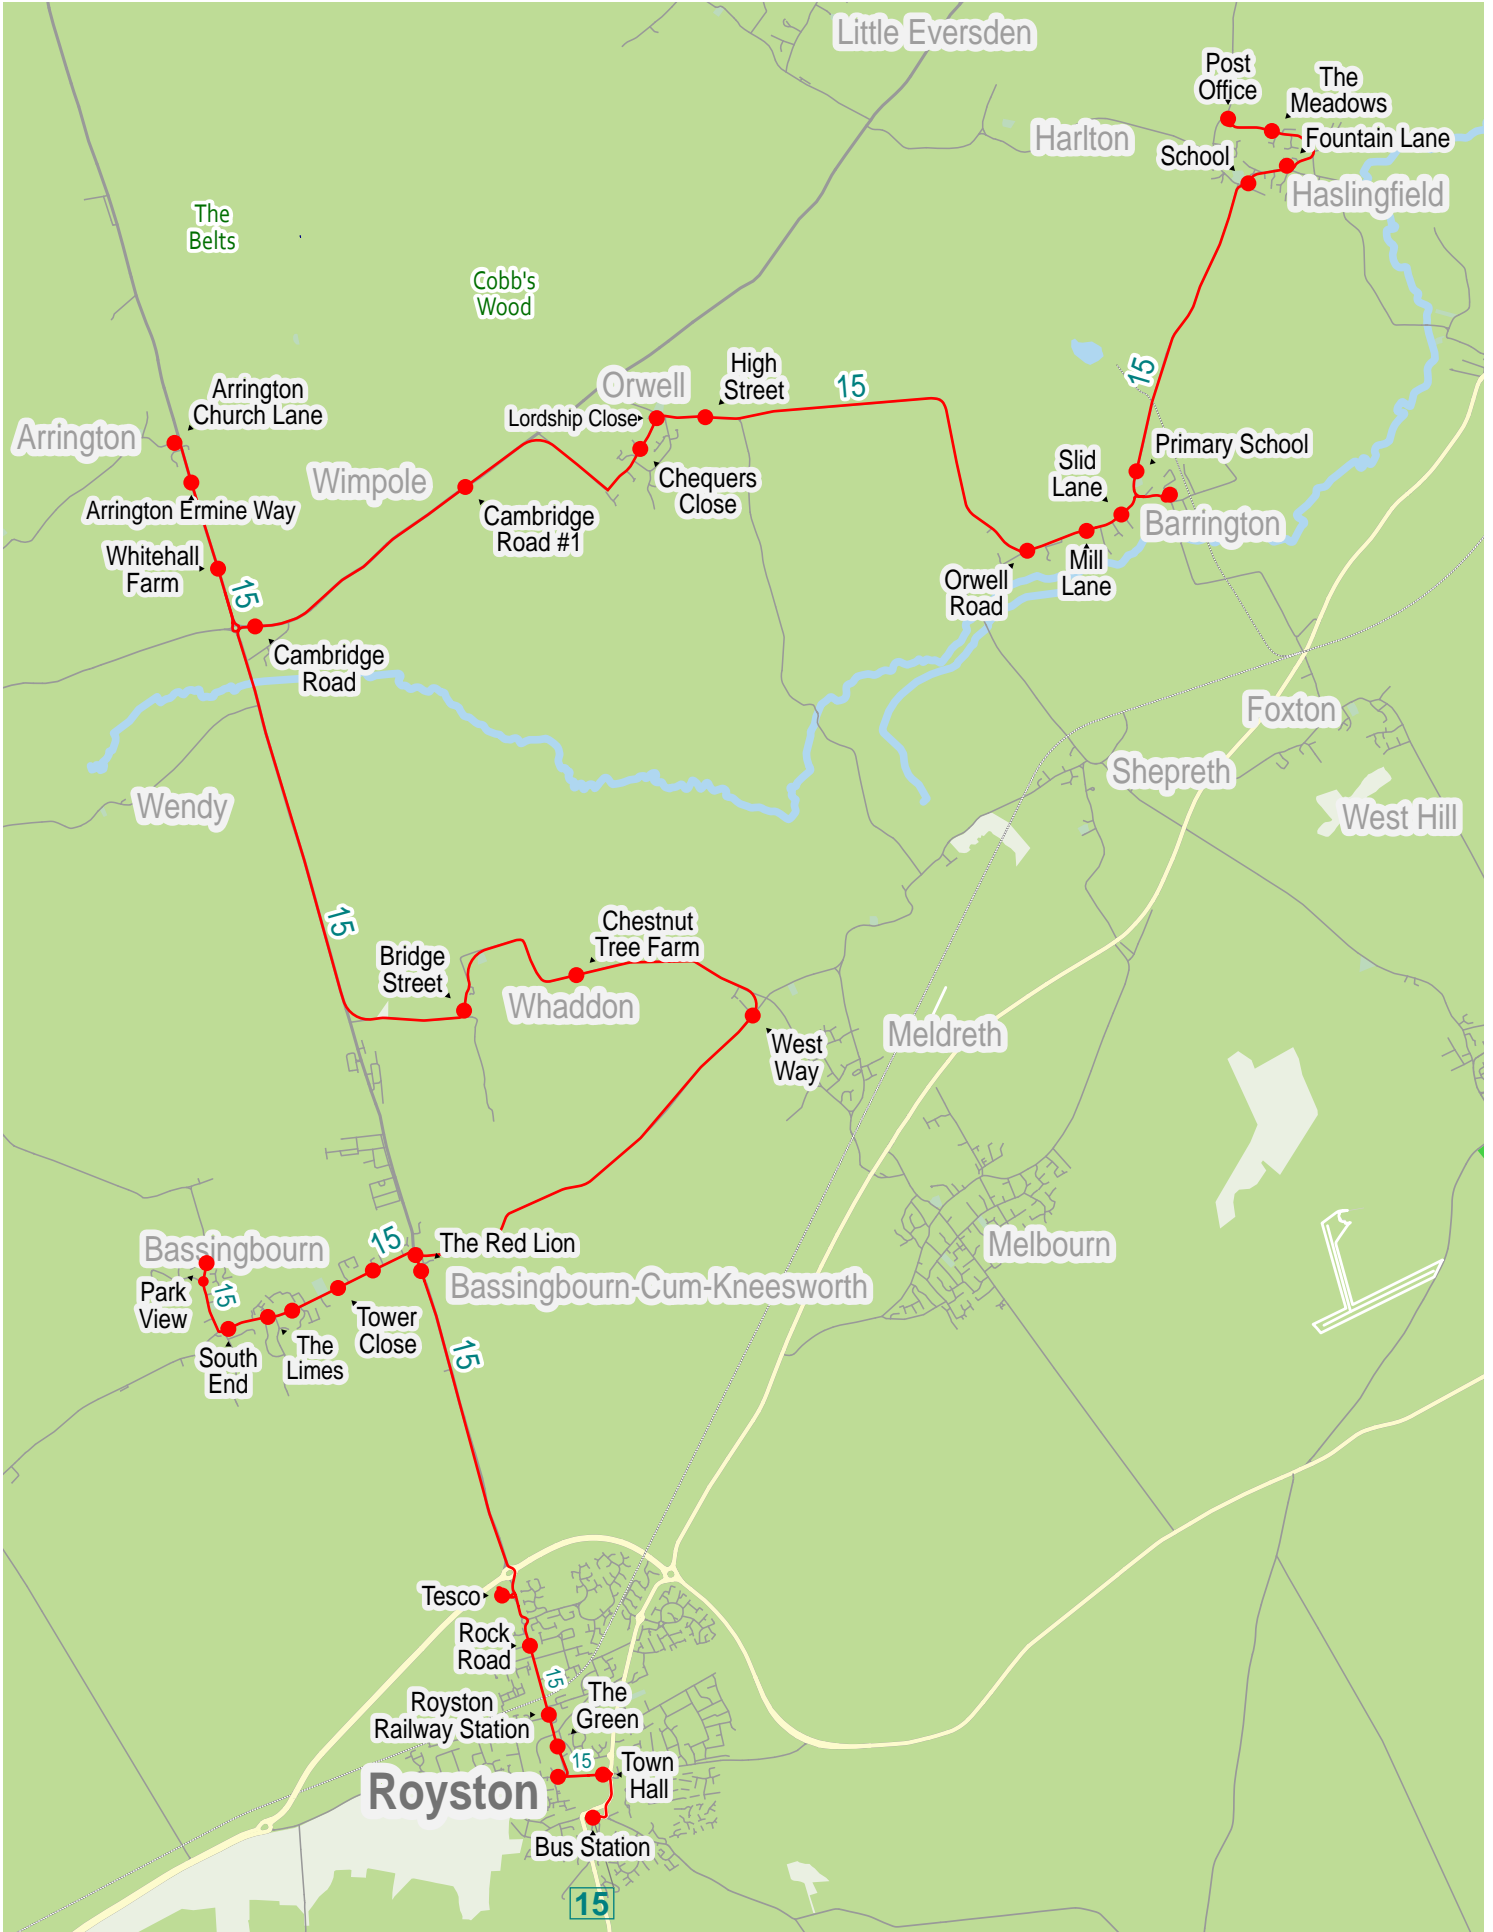 Little Eversden
Post
Office
The
Meadows
Harlton
Fountain Lane
School
Haslingfield
The
Belts
Cobb's
Wood
High
Street
15
15
Orwell
Arrington
Church Lane
Lordship Close
Arrington
Primary School
Slid
Lane
Wimpole
Chequers
Close
Arrington Ermine Way
Cambridge
Road #1
Barrington
Whitehall
Farm
Mill
Lane
Orwell
Road
15
Cambridge
Road
Foxton
Shepreth
Wendy
West Hill
15
Chestnut
Tree Farm
Bridge
Street
Whaddon
Meldreth
West
Way
15
The Red Lion
Bassingbourn
Melbourn
Park
View
15
Bassingbourn-Cum-Kneesworth
Tower
Close
The
Limes
South
End
15
Tesco
Rock
Road
15
The
Green
Royston
Railway Station
15
Town
Hall
Royston
Bus Station
15